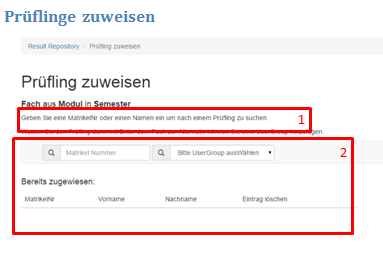 Prüflinge zuweisen
Result Repository / Prüfling zuweisen
Prüfling zuweisen
Fach aus Modul in Semester
Geben Sie eine MatrikelNr oder einen Namen ein um nach einem Prüfling zu suchen.
1
2
Matrikel Nummer Bitte UserGroup ausWählen
Bereits zugewiesen:
MatrikelNr Vorname Nachname Eintrag löschen